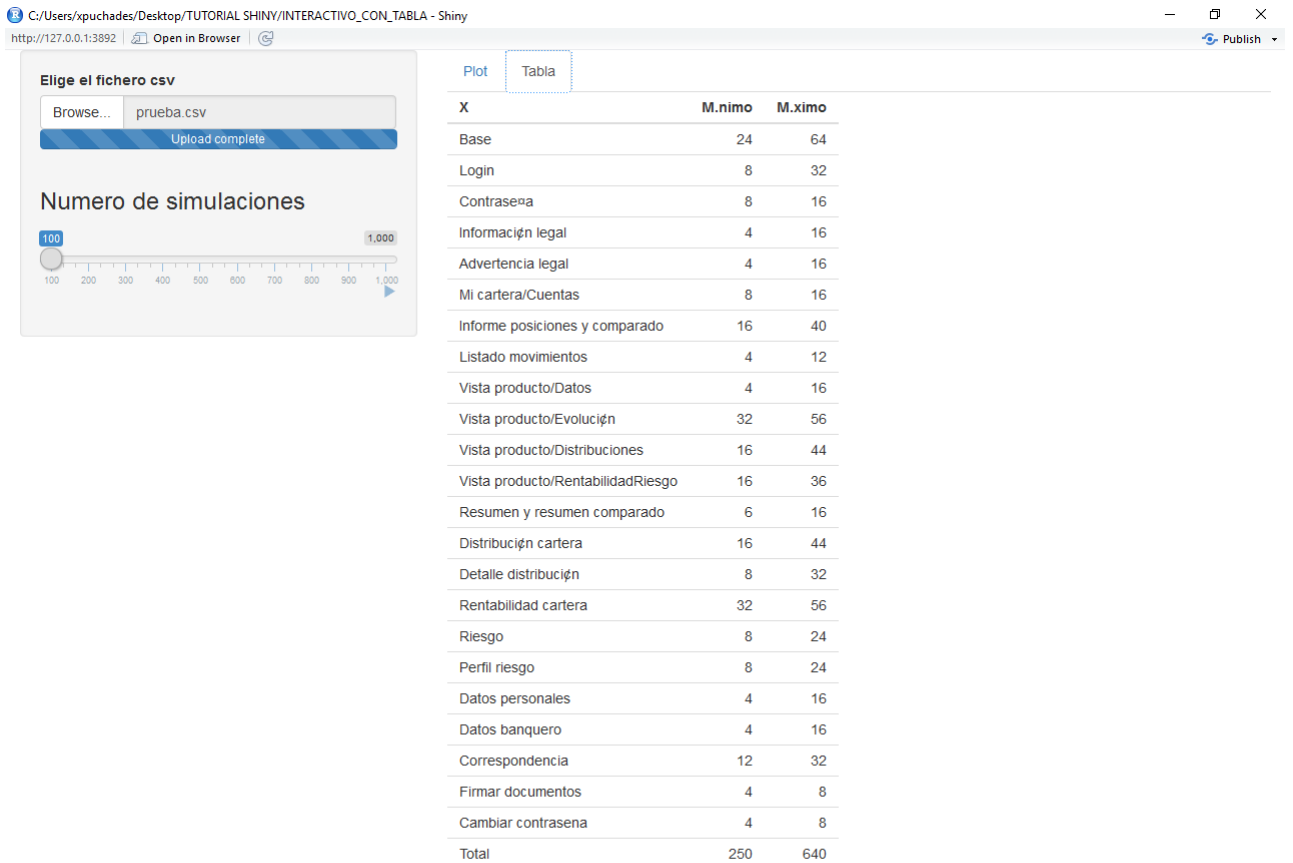 C:/Users/xpuchades/Desktop/TUTORIAL SHINY/INTERACTIVO_CON_TABLA - Shiny
http://127.0.0.1:3892 Open in Browser Publish
Elige el fichero csv
Browse... prueba.csv
Upload complete
Numero de simulaciones
100 1,000
100 200 300 400 500 600 700 800 900 1,000
Plot Tabla
X M.nimo M.ximo
Base 24 64
Login 8 32
Contrase¤a 8 16
Informaci¢n legal 4 16
Advertencia legal 4 16
Mi cartera/Cuentas 8 16
Informe posiciones y comparado 16 40
Listado movimientos 4 12
Vista producto/Datos 4 16
Vista producto/Evoluci¢n 32 56
Vista producto/Distribuciones 16 44
Vista producto/RentabilidadRiesgo 16 36
Resumen y resumen comparado 6 16
Distribuci¢n cartera 16 44
Detalle distribuci¢n 8 32
Rentabilidad cartera 32 56
Riesgo 8 24
Perfil riesgo 8 24
Datos personales 4 16
Datos banquero 4 16
Correspondencia 12 32
Firmar documentos 4 8
Cambiar contrasena 4 8
Total 250 640